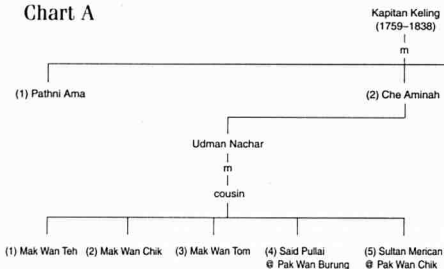 Chart A
Kapitan Keling
(1759–1838)
m
(1) Pathni Ama
(2) Che Aminah
Udman Nachar
m
cousin
(1) Mak Wan Teh (2) Mak Wan Chik (3) Mak Wan Tom (4) Said Pullai (5) Sultan Merican
@ Pak Wan Burung @ Pak Wan Chik